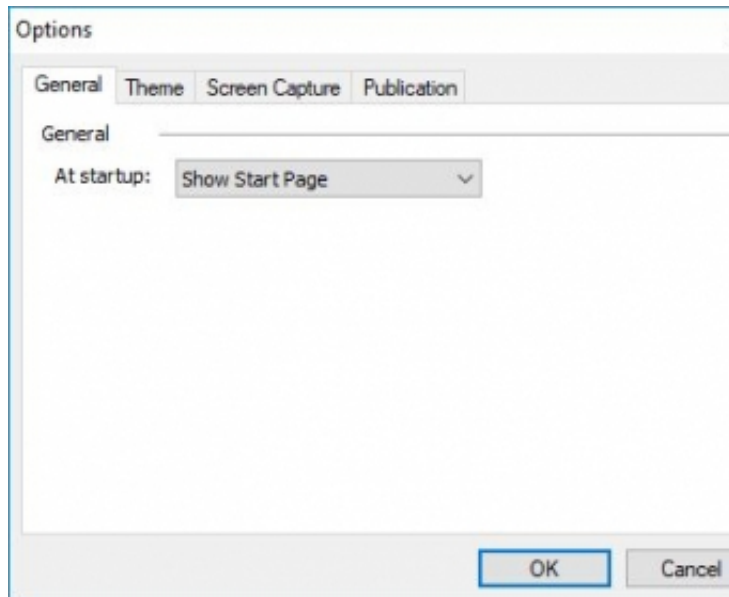 Options
General Theme Screen Capture Publication
General
At startup: Show Start Page
OK Cancel